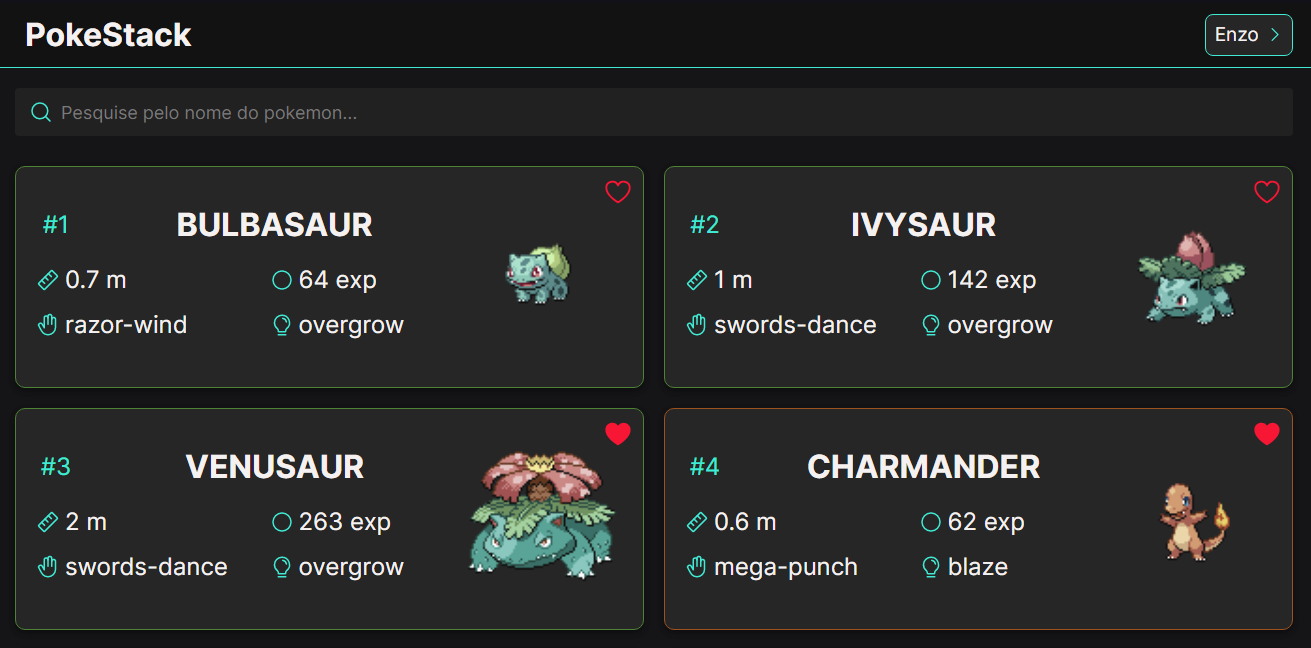 PokeStack
Enzo
Pesquise pelo nome do pokemon...
#1 BULBASAUR
0.7 m 64 exp
razor-wind overgrow
#2 IVYSAUR
1 m 142 exp
swords-dance overgrow
#3 VENUSAUR
2 m 263 exp
swords-dance overgrow
#4 CHARMANDER
0.6 m 62 exp
mega-punch blaze